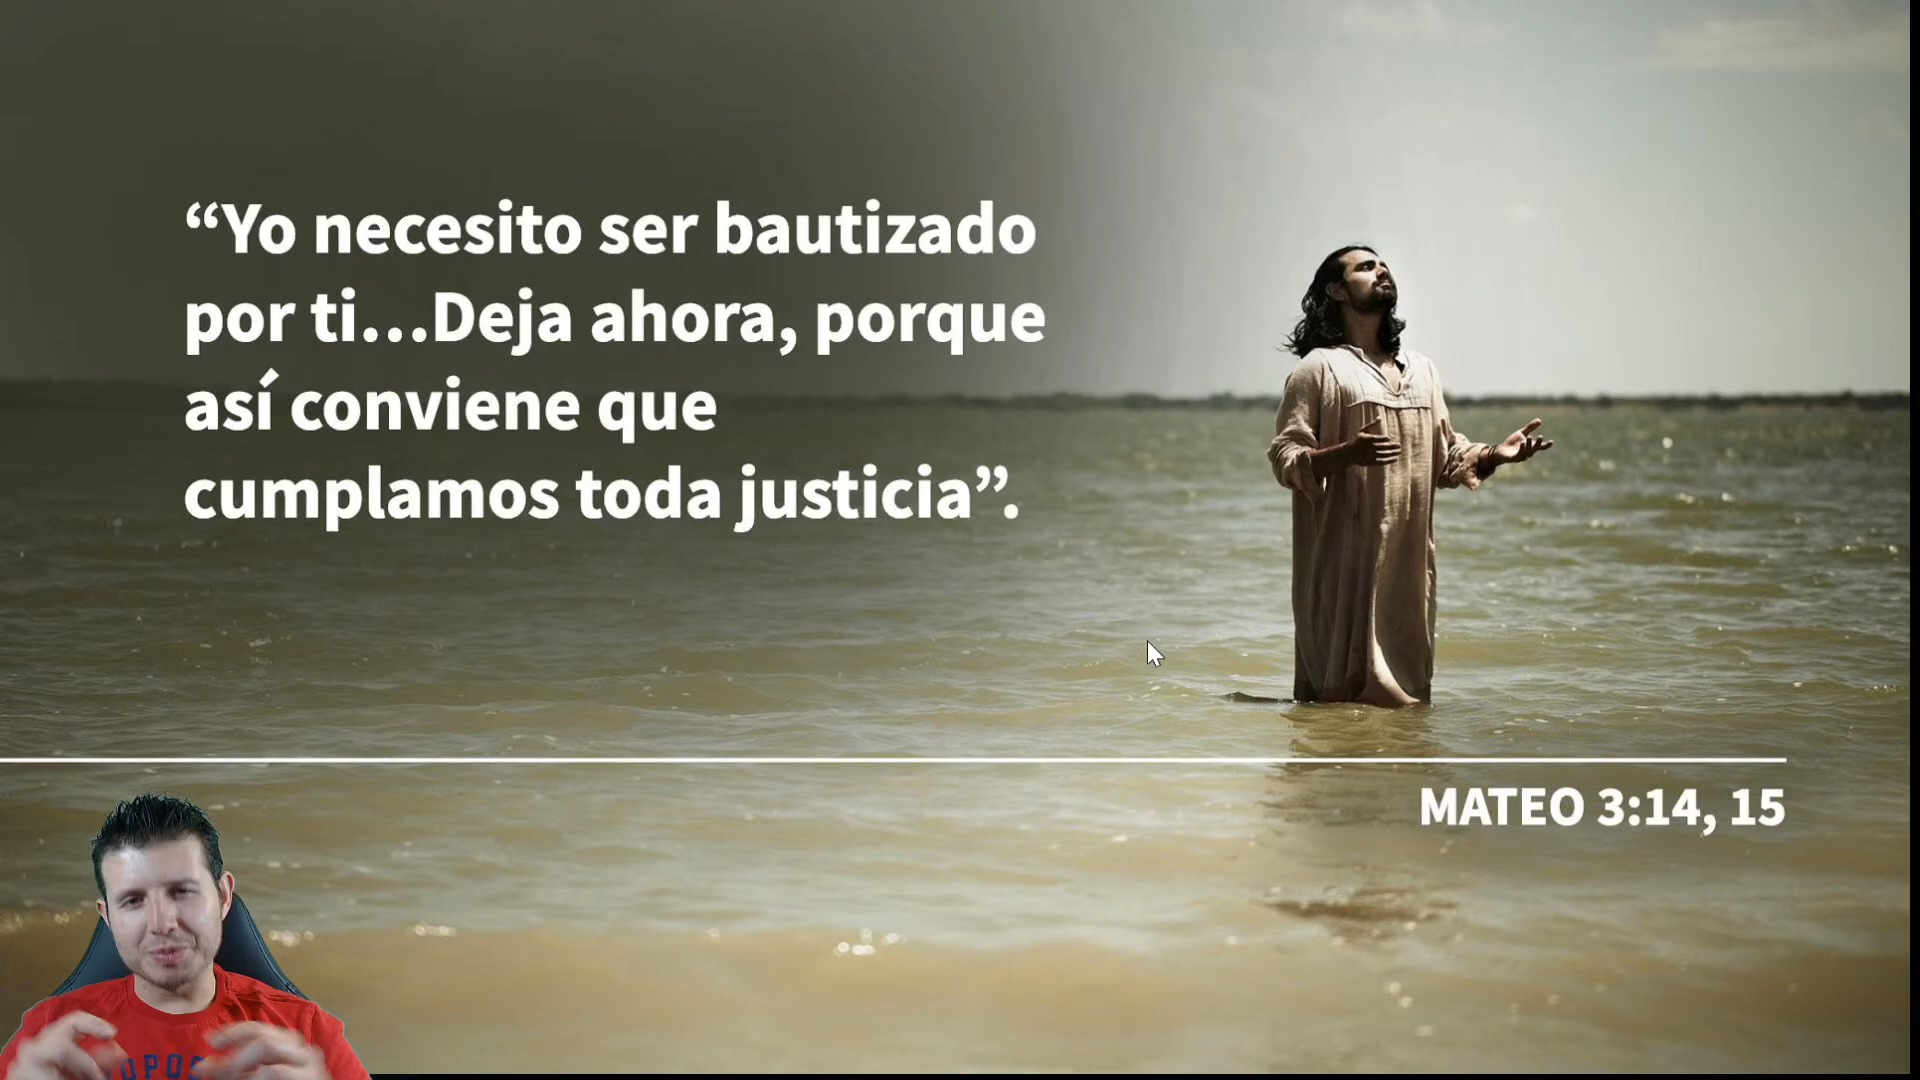 “Yo necesito ser bautizado
por ti...Deja ahora, porque
así conviene que
cumplamos toda justicia”.
MATEO 3:14, 15